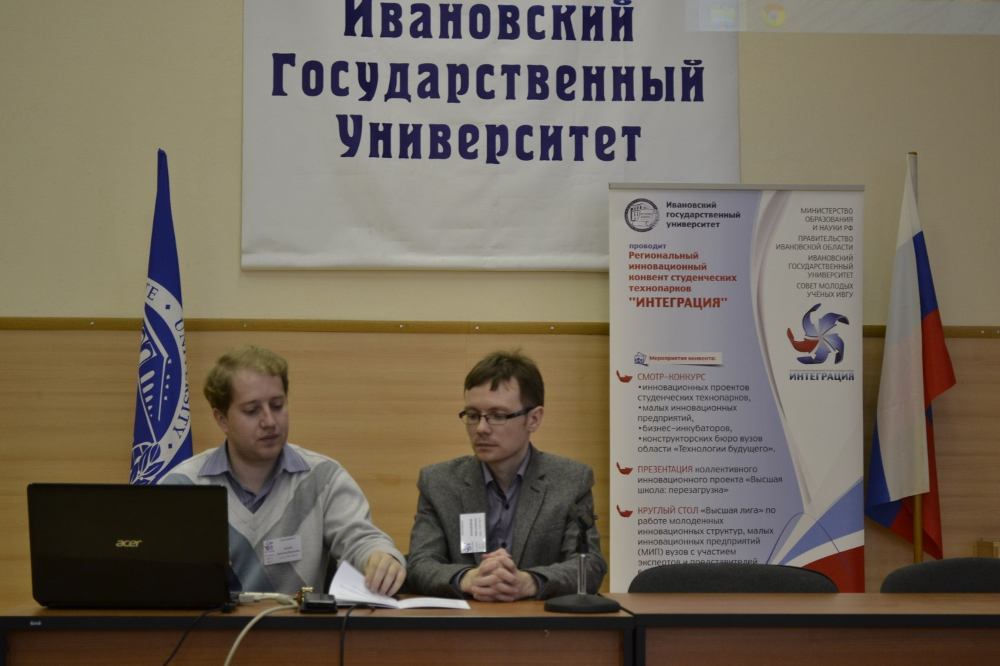 Ивановский
Государственный
Университет
Ивановский
государственный
университет
проводит
Региональный
инновационный
конвент студенческих
технопарков
"ИНТЕГРАЦИЯ"
МИНИСТЕРСТВО
ОБРАЗОВАНИЯ
И НАУКИ РФ
ПРАВИТЕЛЬСТВО
ИВАНОВСКОЙ ОБЛАСТИ
ИВАНОВСКИЙ
ГОСУДАРСТВЕННЫЙ
УНИВЕРСИТЕТ
СОВЕТ МОЛОДЫХ
УЧЁНЫХ ИВГУ
ИНТЕГРАЦИЯ
Мероприятия конвента:
СМОТР-КОНКУРС
•инновационных проектов
студенческих технопарков,
•малых инновационных
предприятий,
•бизнес-инкубаторов,
•конструкторских бюро вузов
области «Технологии будущего».
ПРЕЗЕНТАЦИЯ коллективного
инновационного проекта «Высшая
школа: перезагрузка»
КРУГЛЫЙ СТОЛ «Высшая лига» по
работе молодежных
инновационных структур, малых
инновационных предприятий
(МИП) вузов с участием
экспертов и представителей
UNIVERSITY
acer